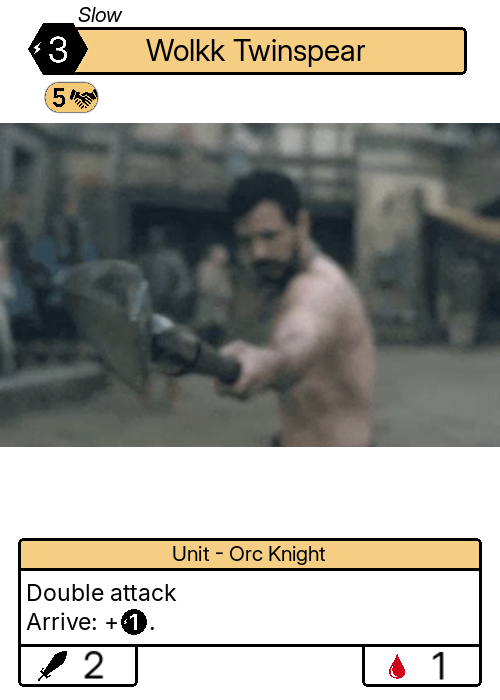 Slow
3
Wolkk Twinspear
5
Unit - Orc Knight
Double attack
Arrive: +1.
2
1